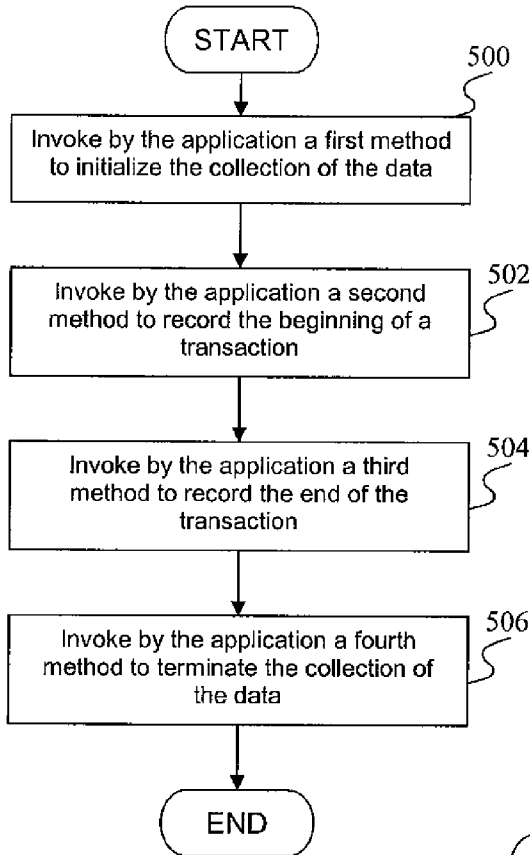 START
500
Invoke by the application a first method
to initialize the collection of the data
502
Invoke by the application a second
method to record the beginning of a
transaction
504
Invoke by the application a third
method to record the end of the
transaction
506
Invoke by the application a fourth
method to terminate the collection of
the data
END